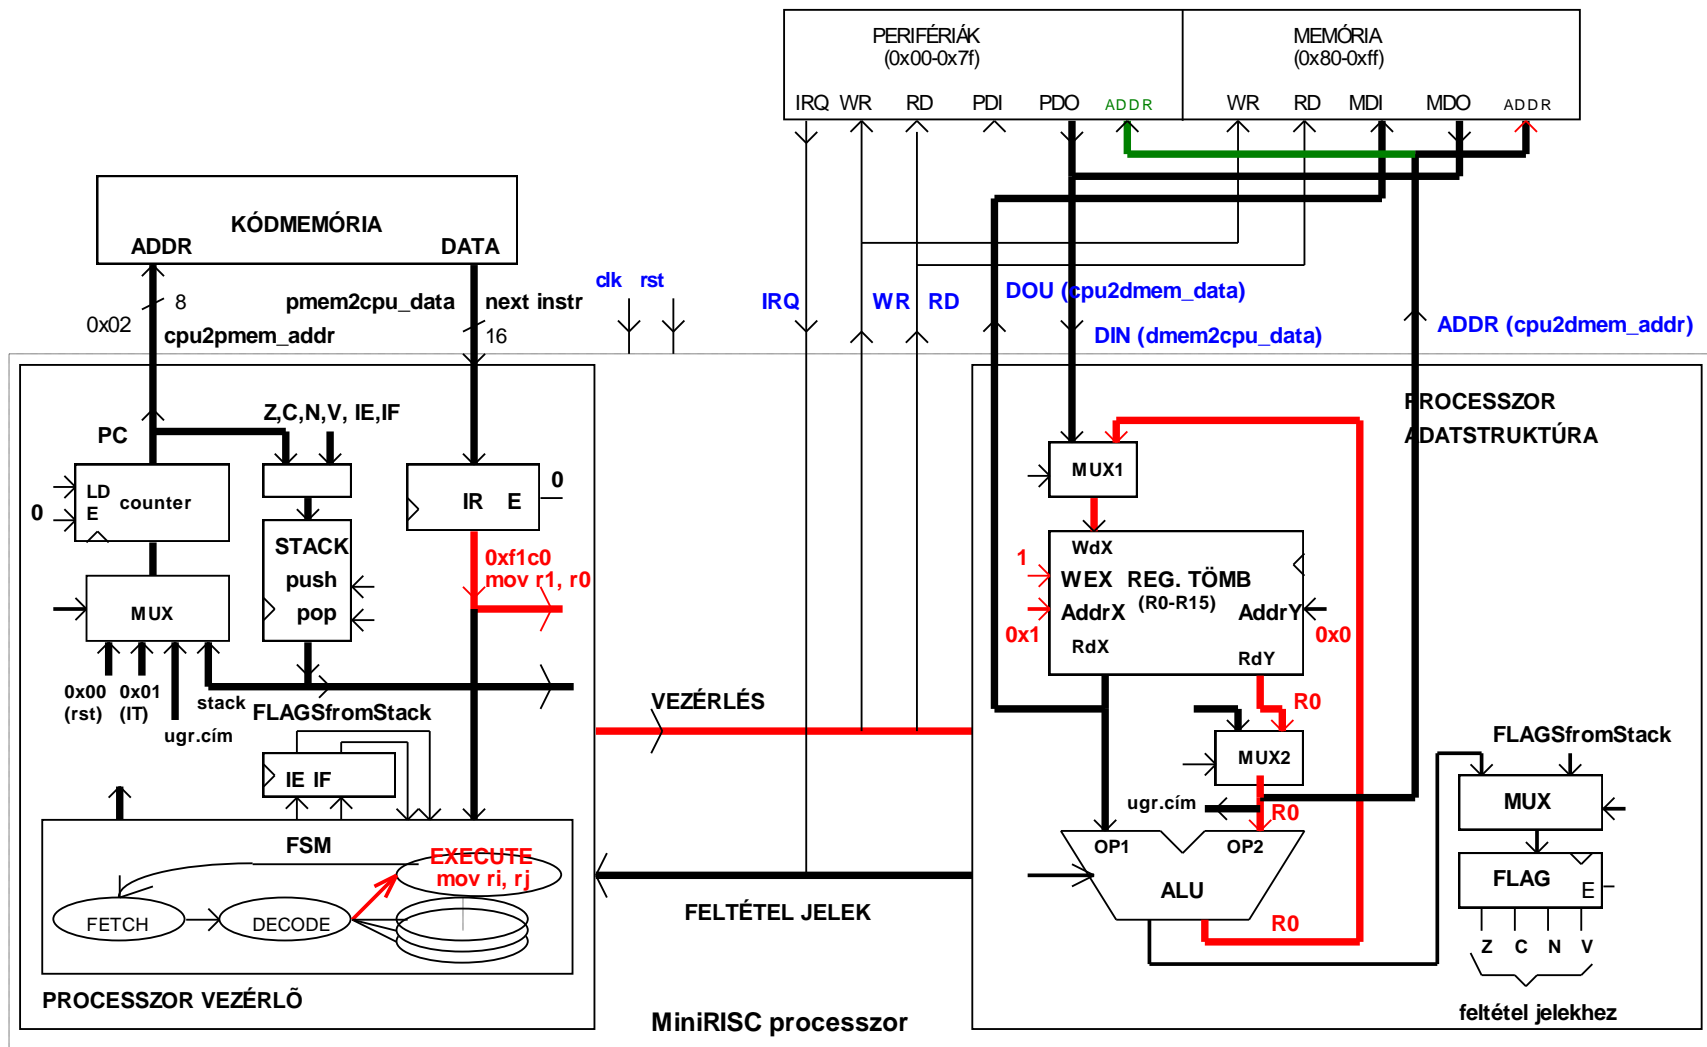 PERIFÉRIÁK
(0x00-0x7f)
MEMÓRIA
(0x80-0xff)
IRQ WR RD PDI PDO ADDR
WR RD MDI MDO ADDR
KÓDMEMÓRIA
ADDR DATA
8
0x02
cpu2pmem_addr
pmem2cpu_data
next instr
16
clk rst
IRQ
WR RD
DOU (cpu2dmem_data)
DIN (dmem2cpu_data)
ADDR (cpu2dmem_addr)
PC
Z,C,N,V, IE,IF
LD
E
counter
0
IR E
0
STACK
push
pop
0xf1c0
mov r1, r0
MUX
0x00
(rst)
0x01
(IT)
ugr.cím
stack
FLAGSfromStack
IE IF
FSM
EXECUTE
mov ri, rj
FETCH
DECODE
PROCESSZOR VEZÉRLÕ
VEZÉRLÉS
FELTÉTEL JELEK
MiniRISC processzor
PROCESSZOR
ADATSTRUKTÚRA
MUX1
WdX
1
WEX REG. TÖMB
(R0-R15)
AddrX AddrY
0x1
0x0
RdX
RdY
R0
MUX2
ugr.cím
R0
OP1 OP2
ALU
R0
FLAGSfromStack
MUX
FLAG
E
Z C N V
feltétel jelekhez